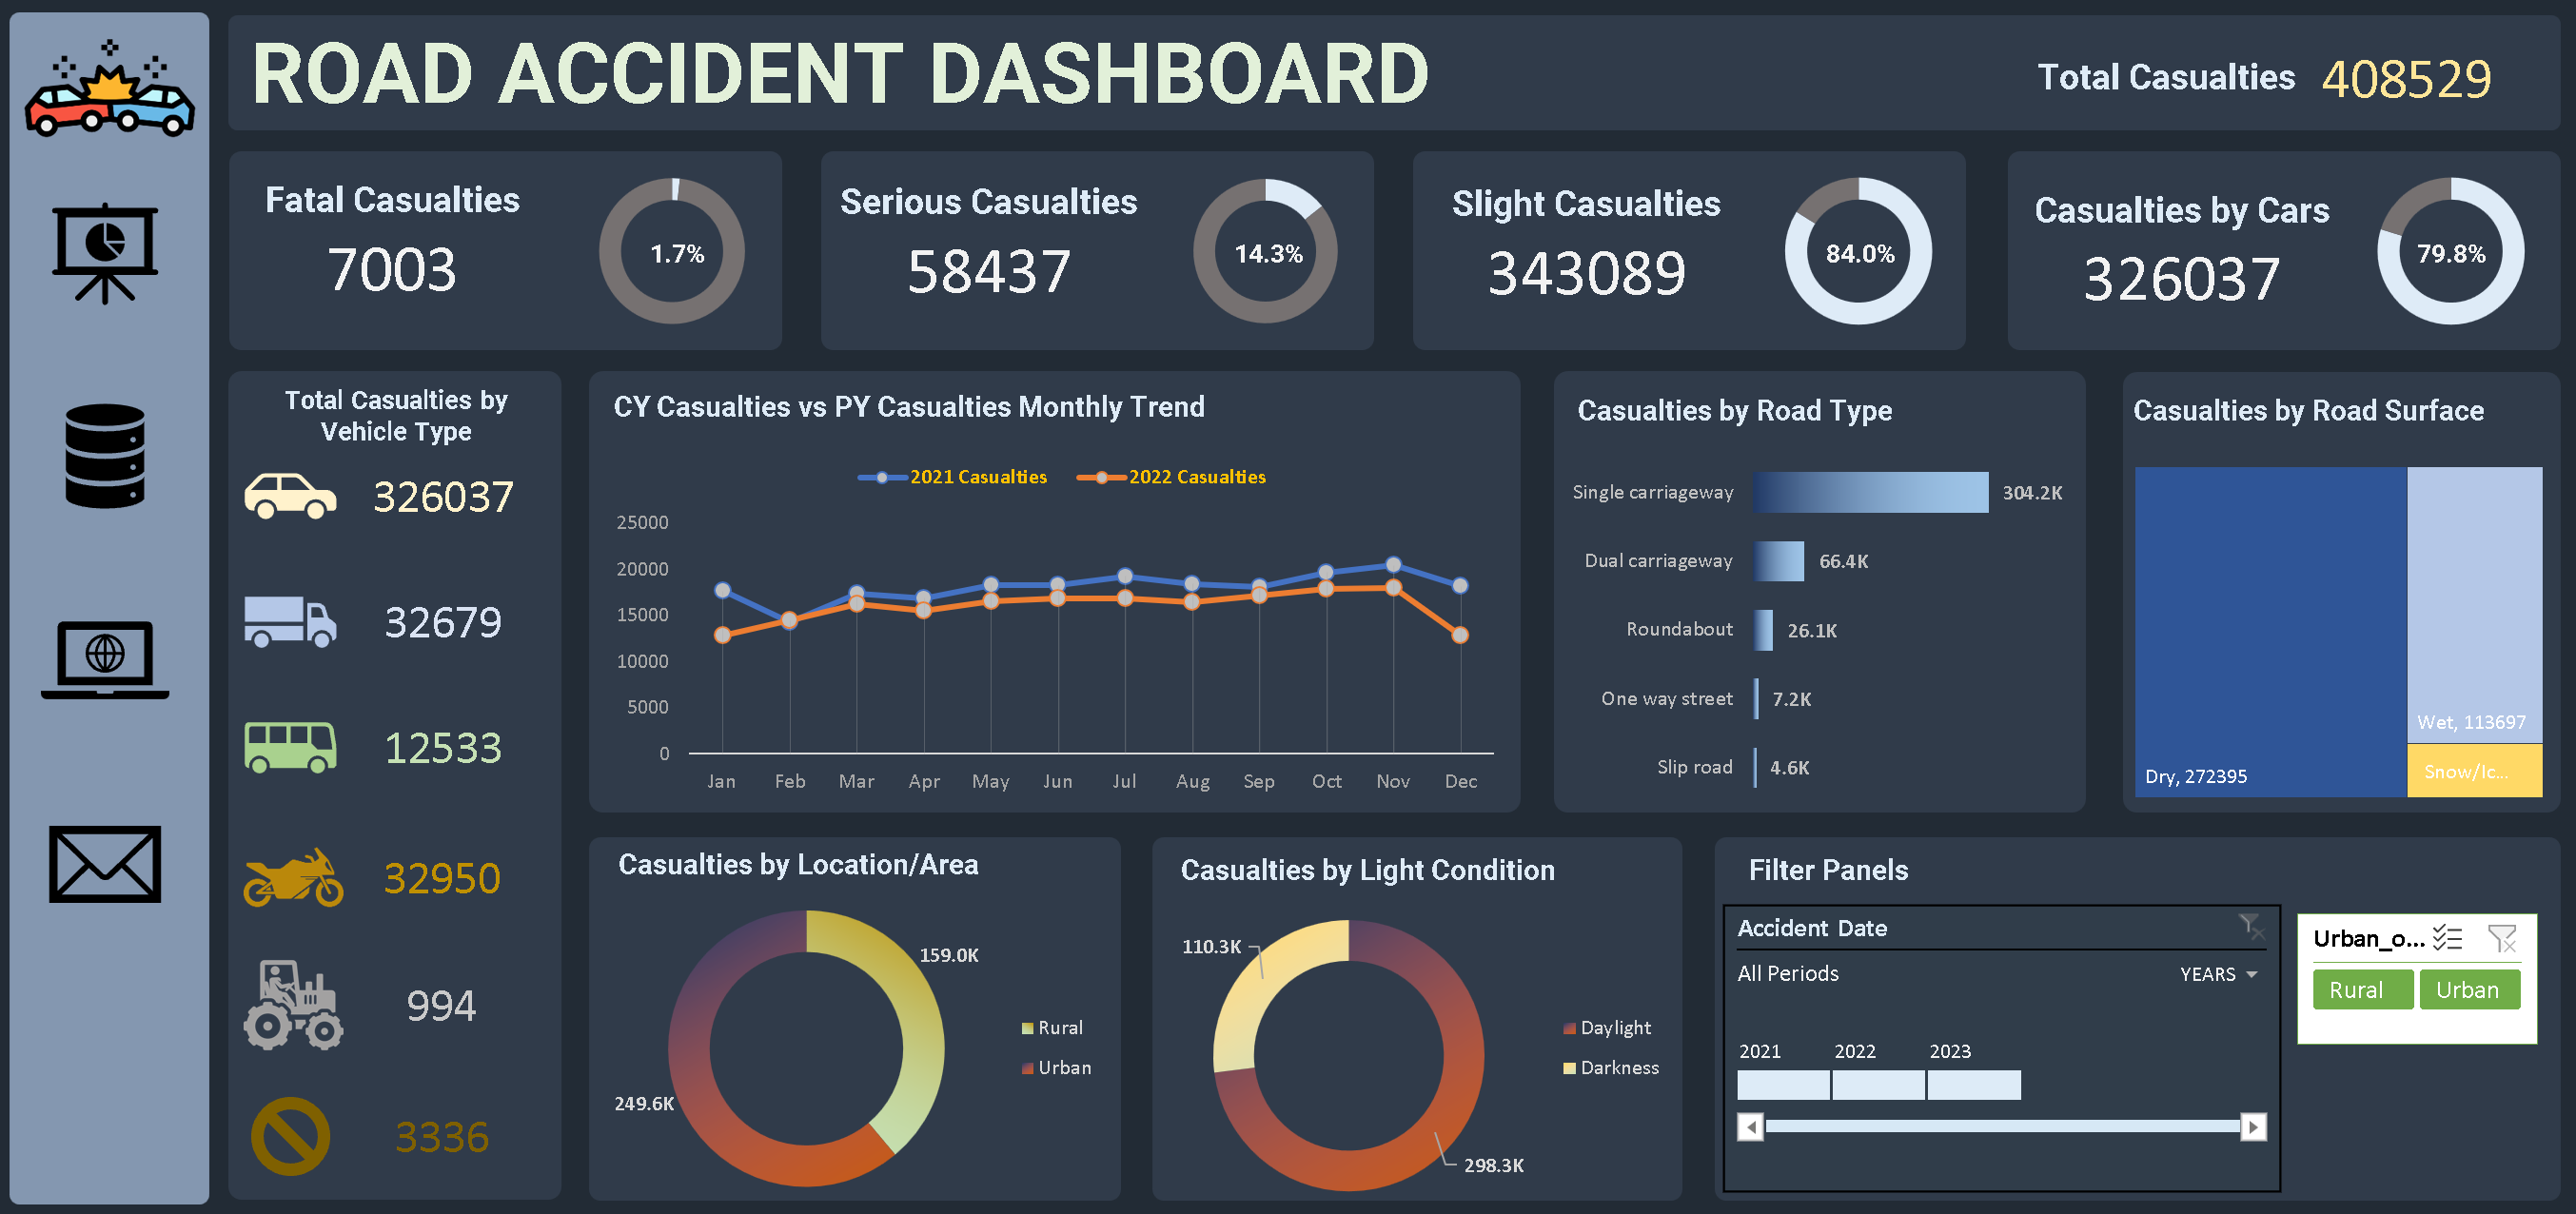 ROAD ACCIDENT DASHBOARD
Total Casualties 408529
Fatal Casualties
7003
1.7%
Serious Casualties
58437
14.3%
Slight Casualties
343089
84.0%
Casualties by Cars
326037
79.8%
Total Casualties by
Vehicle Type
326037
32679
12533
32950
994
3336
CY Casualties vs PY Casualties Monthly Trend
2021 Casualties 2022 Casualties
25000
20000
15000
10000
5000
0
Jan Feb Mar Apr May Jun Jul Aug Sep Oct Nov Dec
Casualties by Road Type
Single carriageway 304.2K
Dual carriageway 66.4K
Roundabout 26.1K
One way street 7.2K
Slip road 4.6K
Casualties by Road Surface
Wet, 113697
Snow/Ic...
Dry, 272395
Casualties by Location/Area
159.0K
Rural
Urban
249.6K
Casualties by Light Condition
110.3K
Daylight
Darkness
298.3K
Filter Panels
Accident Date
All Periods YEARS
2021 2022 2023
Urban_o...
Rural Urban